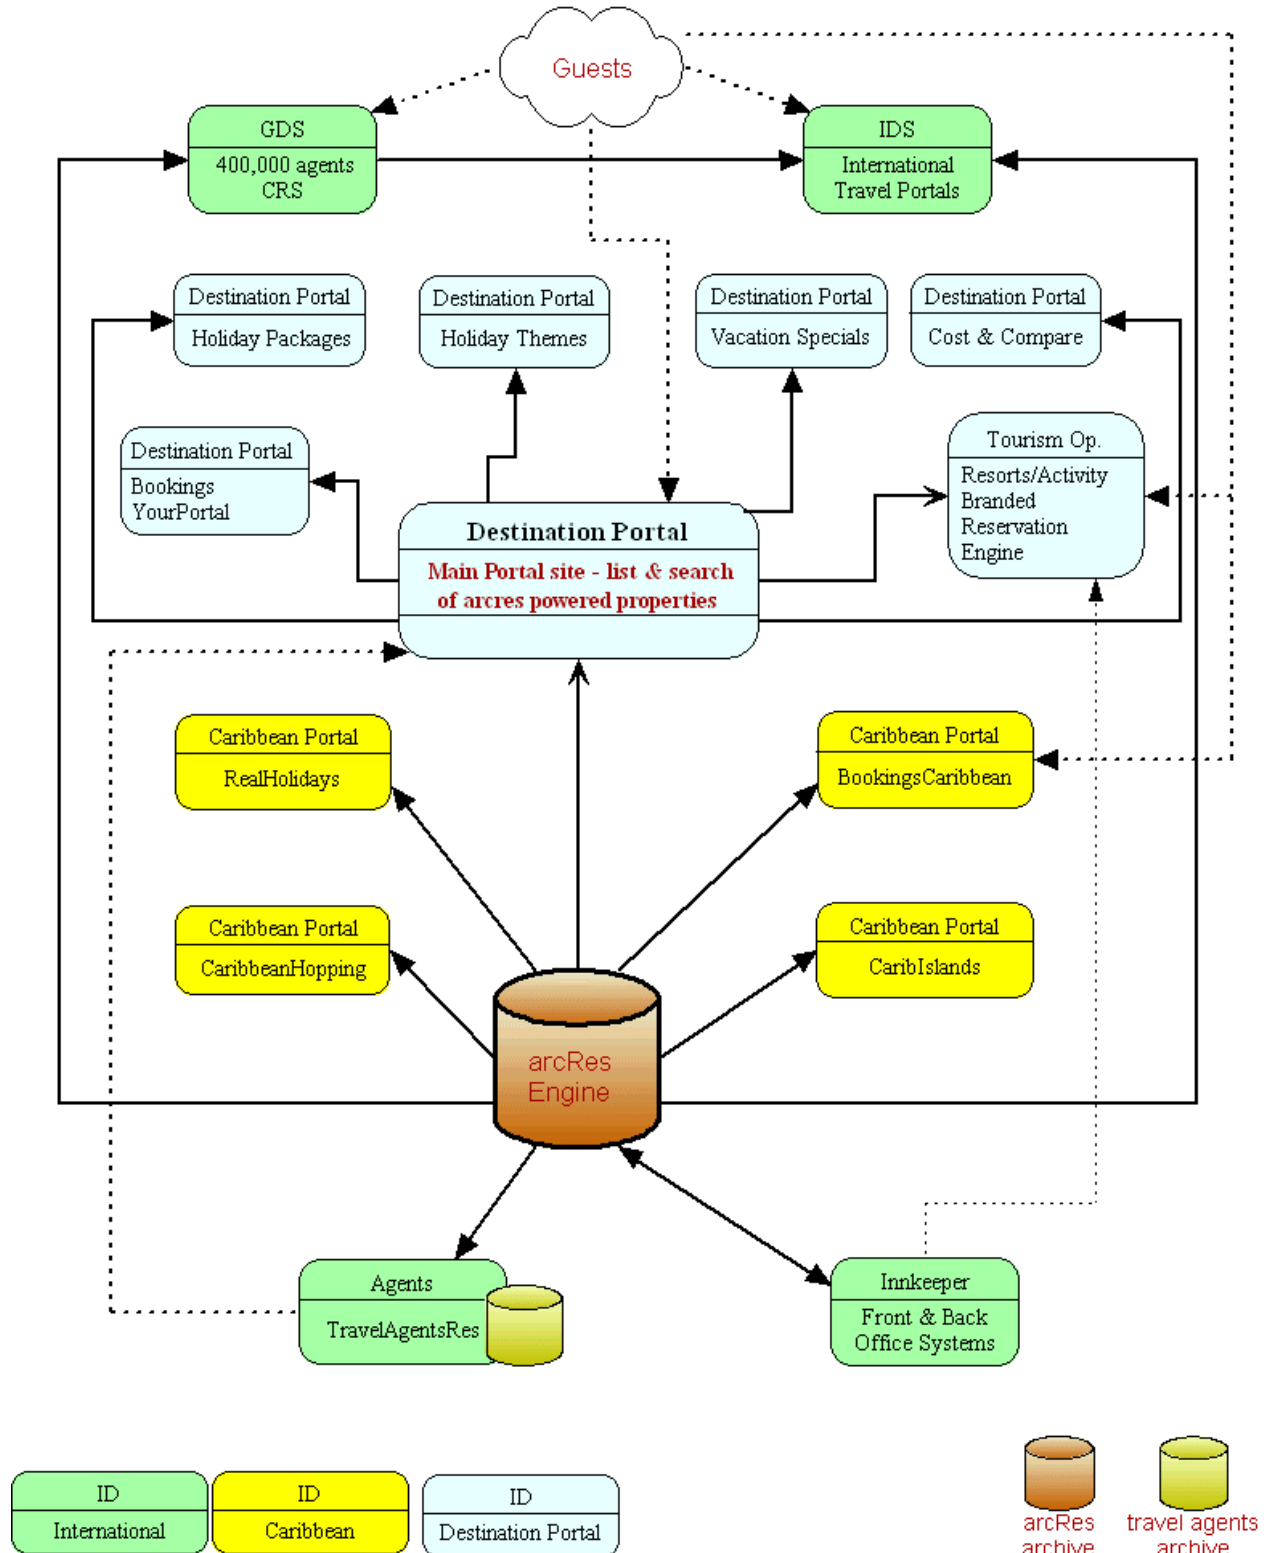 Guests
GDS
400,000 agents
CRS
IDS
International
Travel Portals
Destination Portal
Holiday Packages
Destination Portal
Holiday Themes
Destination Portal
Vacation Specials
Destination Portal
Cost & Compare
Destination Portal
Bookings
YourPortal
Tourism Op.
Resorts/Activity
Branded
Reservation
Engine
Destination Portal
Main Portal site - list & search
of arcres powered properties
Caribbean Portal
RealHolidays
Caribbean Portal
BookingsCaribbean
Caribbean Portal
CaribbeanHopping
Caribbean Portal
CaribIslands
arcRes
Engine
Agents
TravelAgentsRes
Innkeeper
Front & Back
Office Systems
ID
International
ID
Caribbean
ID
Destination Portal
arcRes
archive
travel agents
archive